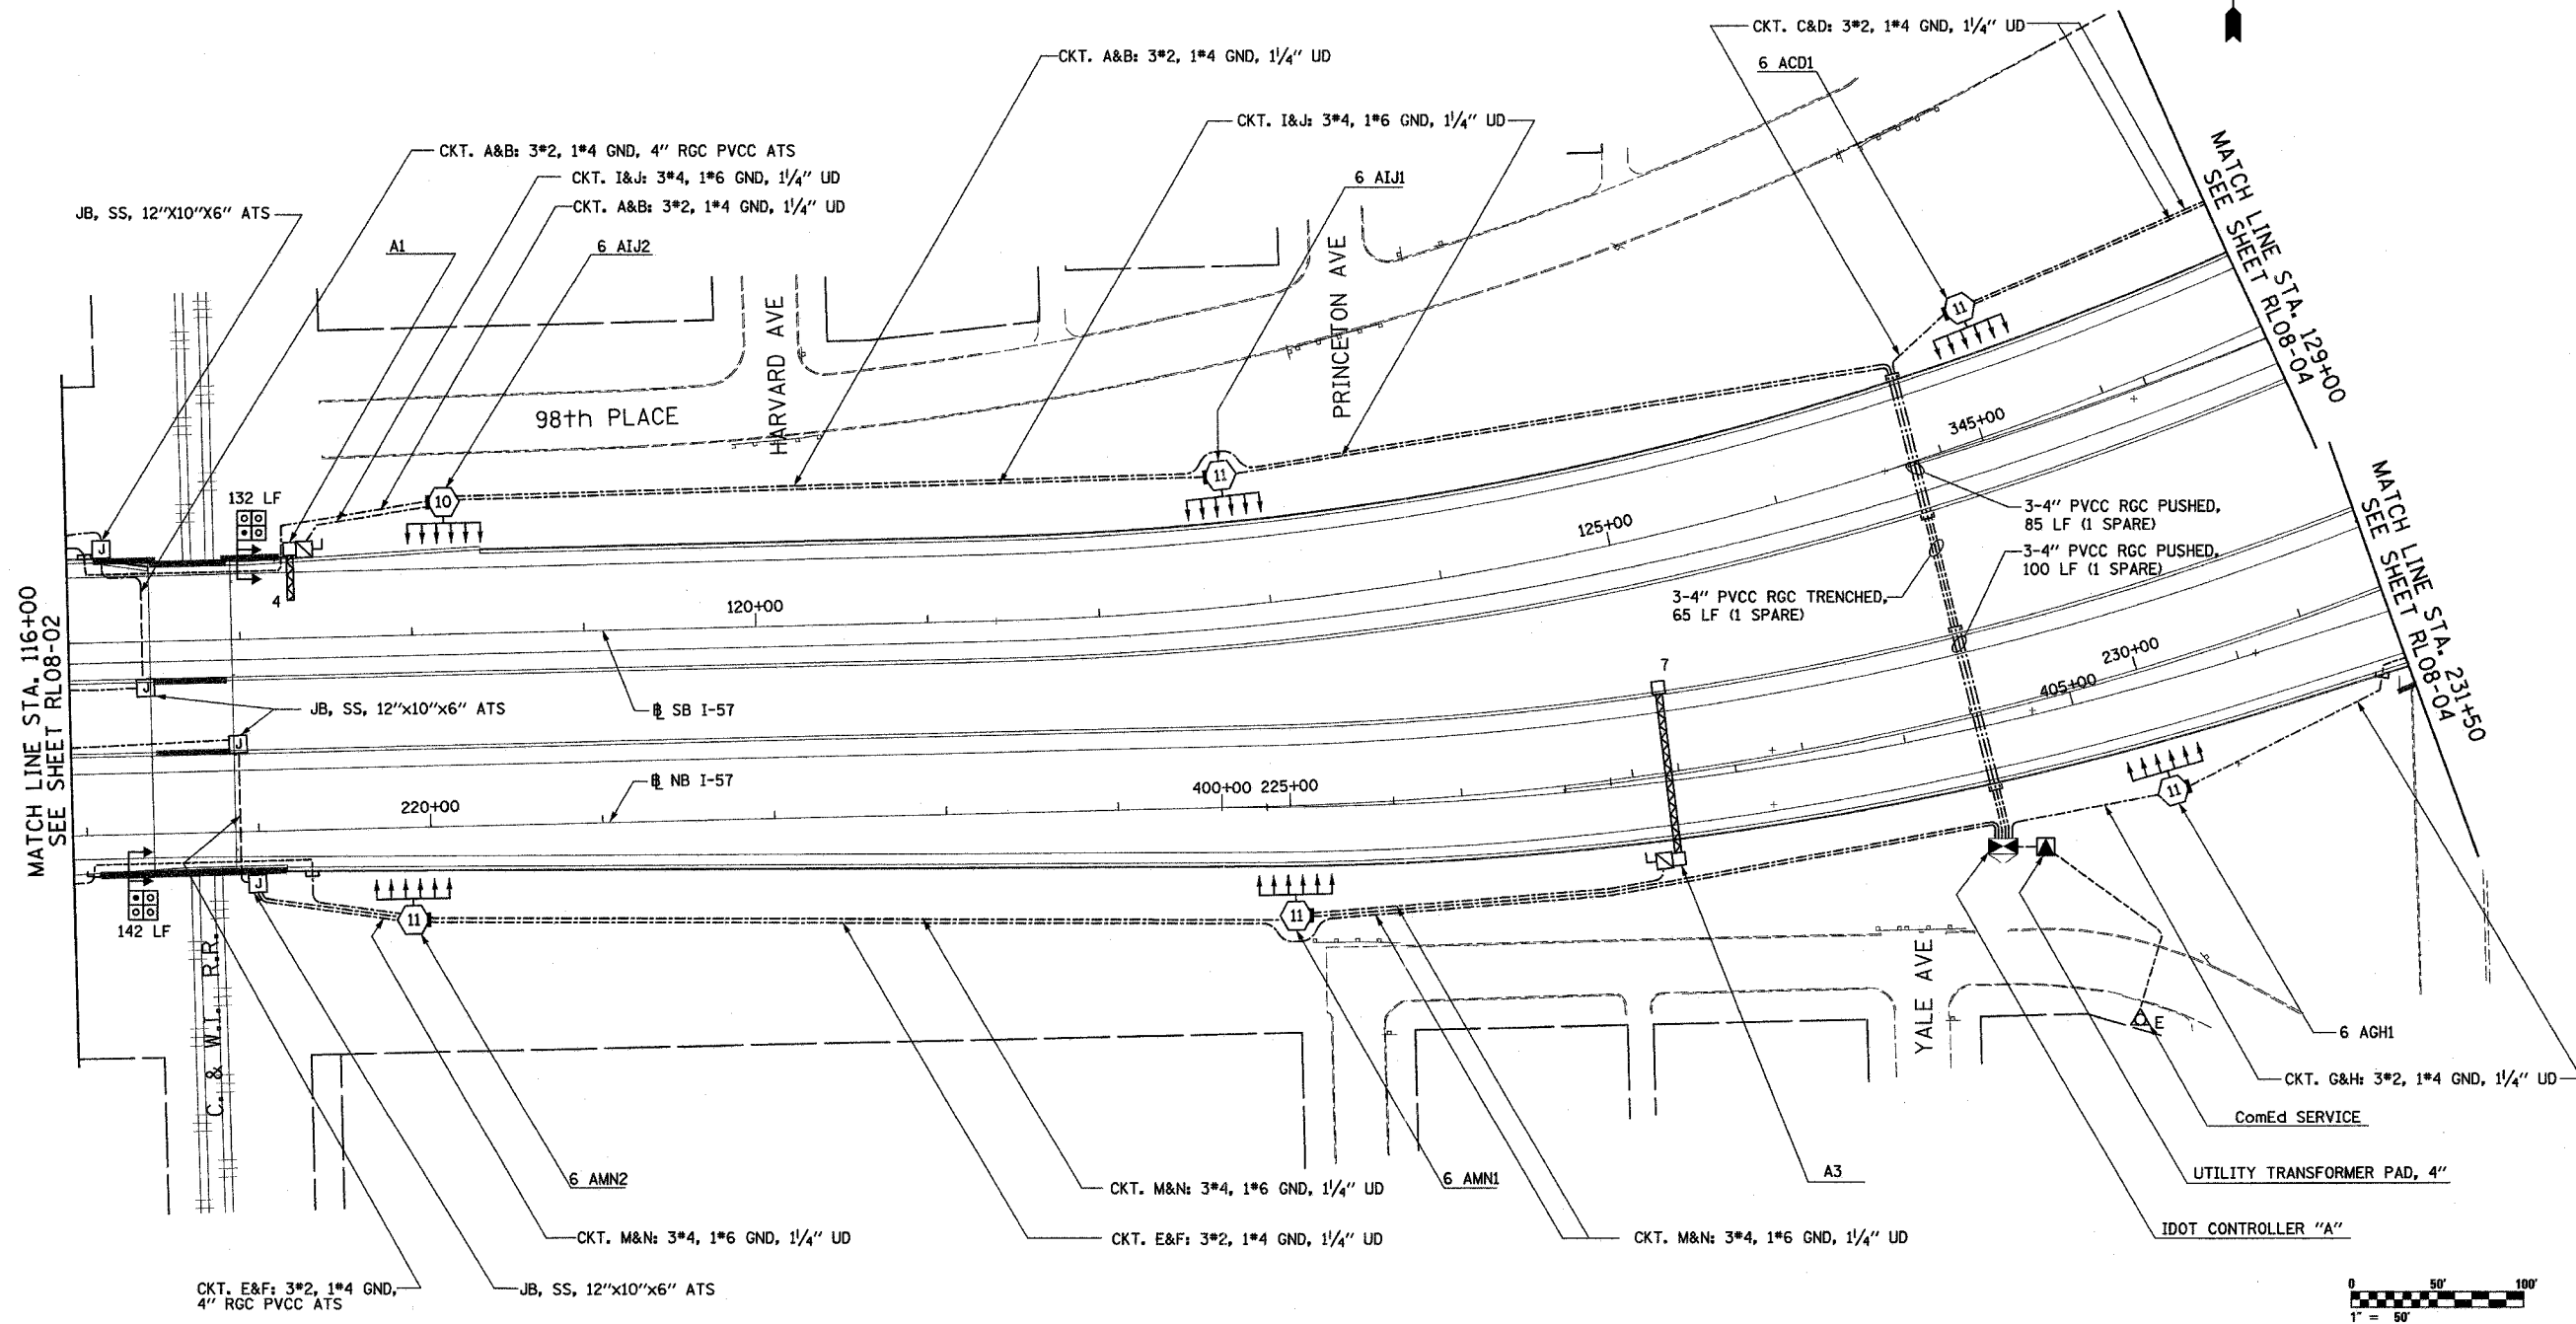 CKT. C&D: 3#2, 1#4 GND, 1¼" UD
CKT. A&B: 3#2, 1#4 GND, 1¼" UD
6 ACD1
CKT. I&J: 3#4, 1#6 GND, 1¼" UD
CKT. A&B: 3#2, 1#4 GND, 4" RGC PVCC ATS
CKT. I&J: 3#4, 1#6 GND, 1¼" UD
6 AIJ1
CKT. A&B: 3#2, 1#4 GND, 1¼" UD
JB, SS, 12"X10"X6" ATS
A1
6 AIJ2
MATCH LINE STA. 129+00
SEE SHEET RL08-04
PRINCETON AVE
HARVARD AVE
98th PLACE
11
345+00
11
10
132 LF
J
4
125+00
3-4" PVCC RGC PUSHED,
85 LF (1 SPARE)
3-4" PVCC RGC PUSHED,
100 LF (1 SPARE)
3-4" PVCC RGC TRENCHED,
65 LF (1 SPARE)
MATCH LINE STA. 231+50
SEE SHEET RL08-04
120+00
MATCH LINE STA. 116+00
SEE SHEET RL08-02
J
7
230+00
405+00
JB, SS, 12"x10"x6" ATS
℄ SB I-57
J
℄ NB I-57
400+00 225+00
220+00
11
J
142 LF
11
11
C. & W.I. R.R.
YALE AVE
E
6 AGH1
CKT. G&H: 3#2, 1#4 GND, 1¼" UD
ComEd SERVICE
6 AMN2
CKT. M&N: 3#4, 1#6 GND, 1¼" UD
6 AMN1
A3
UTILITY TRANSFORMER PAD, 4"
CKT. M&N: 3#4, 1#6 GND, 1¼" UD
CKT. E&F: 3#2, 1#4 GND, 1¼" UD
CKT. M&N: 3#4, 1#6 GND, 1¼" UD
IDOT CONTROLLER "A"
CKT. E&F: 3#2, 1#4 GND,
4" RGC PVCC ATS
JB, SS, 12"x10"x6" ATS
0 50' 100'
1" = 50'